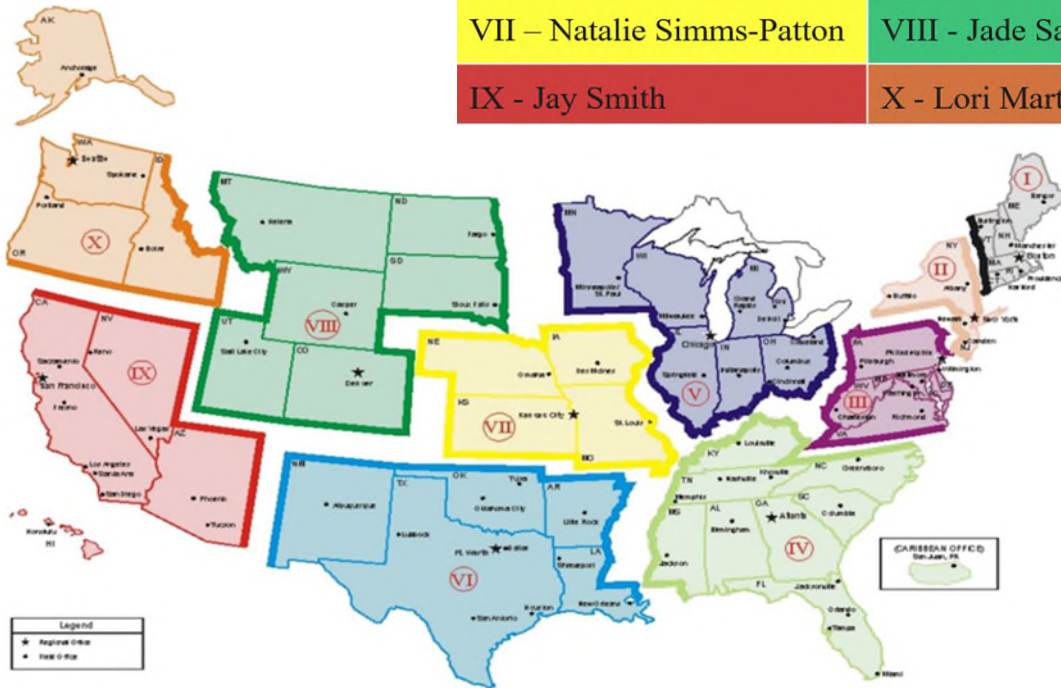 VII – Natalie Simms-Patton
VIII - Jade Sa
IX - Jay Smith
X - Lori Mart
AK
Anchorage
WA
Seattle
Spokane
ID
Portland
Boise
OR
X
MT
Helena
ND
Fargo
SD
Sioux Falls
WY
Casper
VIII
UT
Salt Lake City
CO
Denver
CA
NV
Reno
Sacramento
San Francisco
Fresno
IX
Las Vegas
AZ
Los Angeles
Santa Ana
San Diego
Phoenix
Tucson
Honolulu
HI
NE
IA
Omaha
Des Moines
KS
Kansas City
St. Louis
VII
MO
MN
Minneapolis/
St. Paul
WI
Milwaukee
MI
Grand
Rapids
Flint
Detroit
Chicago
IL
IN
OH
Cleveland
Columbus
Springfield
Indianapolis
Cincinnati
V
NM
Albuquerque
TX
Lubbock
OK
Tulsa
Oklahoma City
AR
Little Rock
Ft. Worth
Dallas
LA
Shreveport
VI
New Orleans
Houston
San Antonio
KY
Louisville
TN
Nashville
Knoxville
Memphis
NC
Greensboro
MS
AL
GA
SC
Columbia
Birmingham
Atlanta
Jackson
IV
FL
Jacksonville
Orlando
Tampa
Miami
I
ME
Bangor
Burlington
VT
NH
Manchester
MA
Boston
Providence
Hartford
NY
II
Albany
Buffalo
New York
Newark
NJ
Camden
PA
Philadelphia
Pittsburgh
Wilmington
WV
III
Charleston
Richmond
VA
(CARIBBEAN OFFICE)
Legend
Regional Office
Field Office